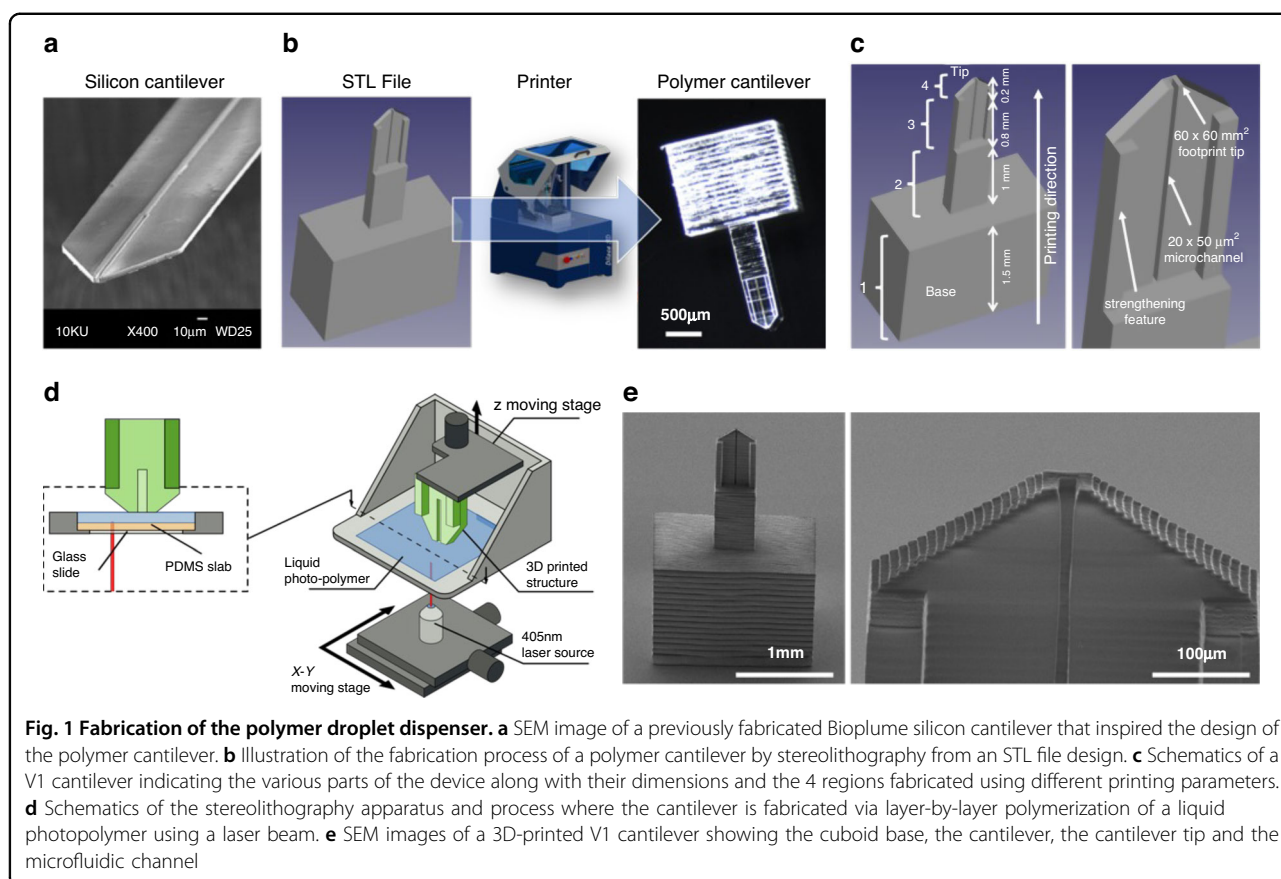 a
Silicon cantilever
10KU X400 10μm WD25
b
STL File
Printer
Polymer cantilever
500μm
c
Tip
4
3
2
1
Base
0.2 mm
0.8 mm
1 mm
1.5 mm
Printing direction
60 x 60 mm²
footprint tip
20 x 50 μm²
microchannel
strengthening
feature
d
Glass
slide
PDMS slab
z moving stage
Liquid
photo-polymer
3D printed
structure
405nm
laser source
X-Y
moving stage
e
1mm
100μm
Fig. 1 Fabrication of the polymer droplet dispenser. a SEM image of a previously fabricated Bioplume silicon cantilever that inspired the design of
the polymer cantilever. b Illustration of the fabrication process of a polymer cantilever by stereolithography from an STL file design. c Schematics of a
V1 cantilever indicating the various parts of the device along with their dimensions and the 4 regions fabricated using different printing parameters.
d Schematics of the stereolithography apparatus and process where the cantilever is fabricated via layer-by-layer polymerization of a liquid
photopolymer using a laser beam. e SEM images of a 3D-printed V1 cantilever showing the cuboid base, the cantilever, the cantilever tip and the
microfluidic channel